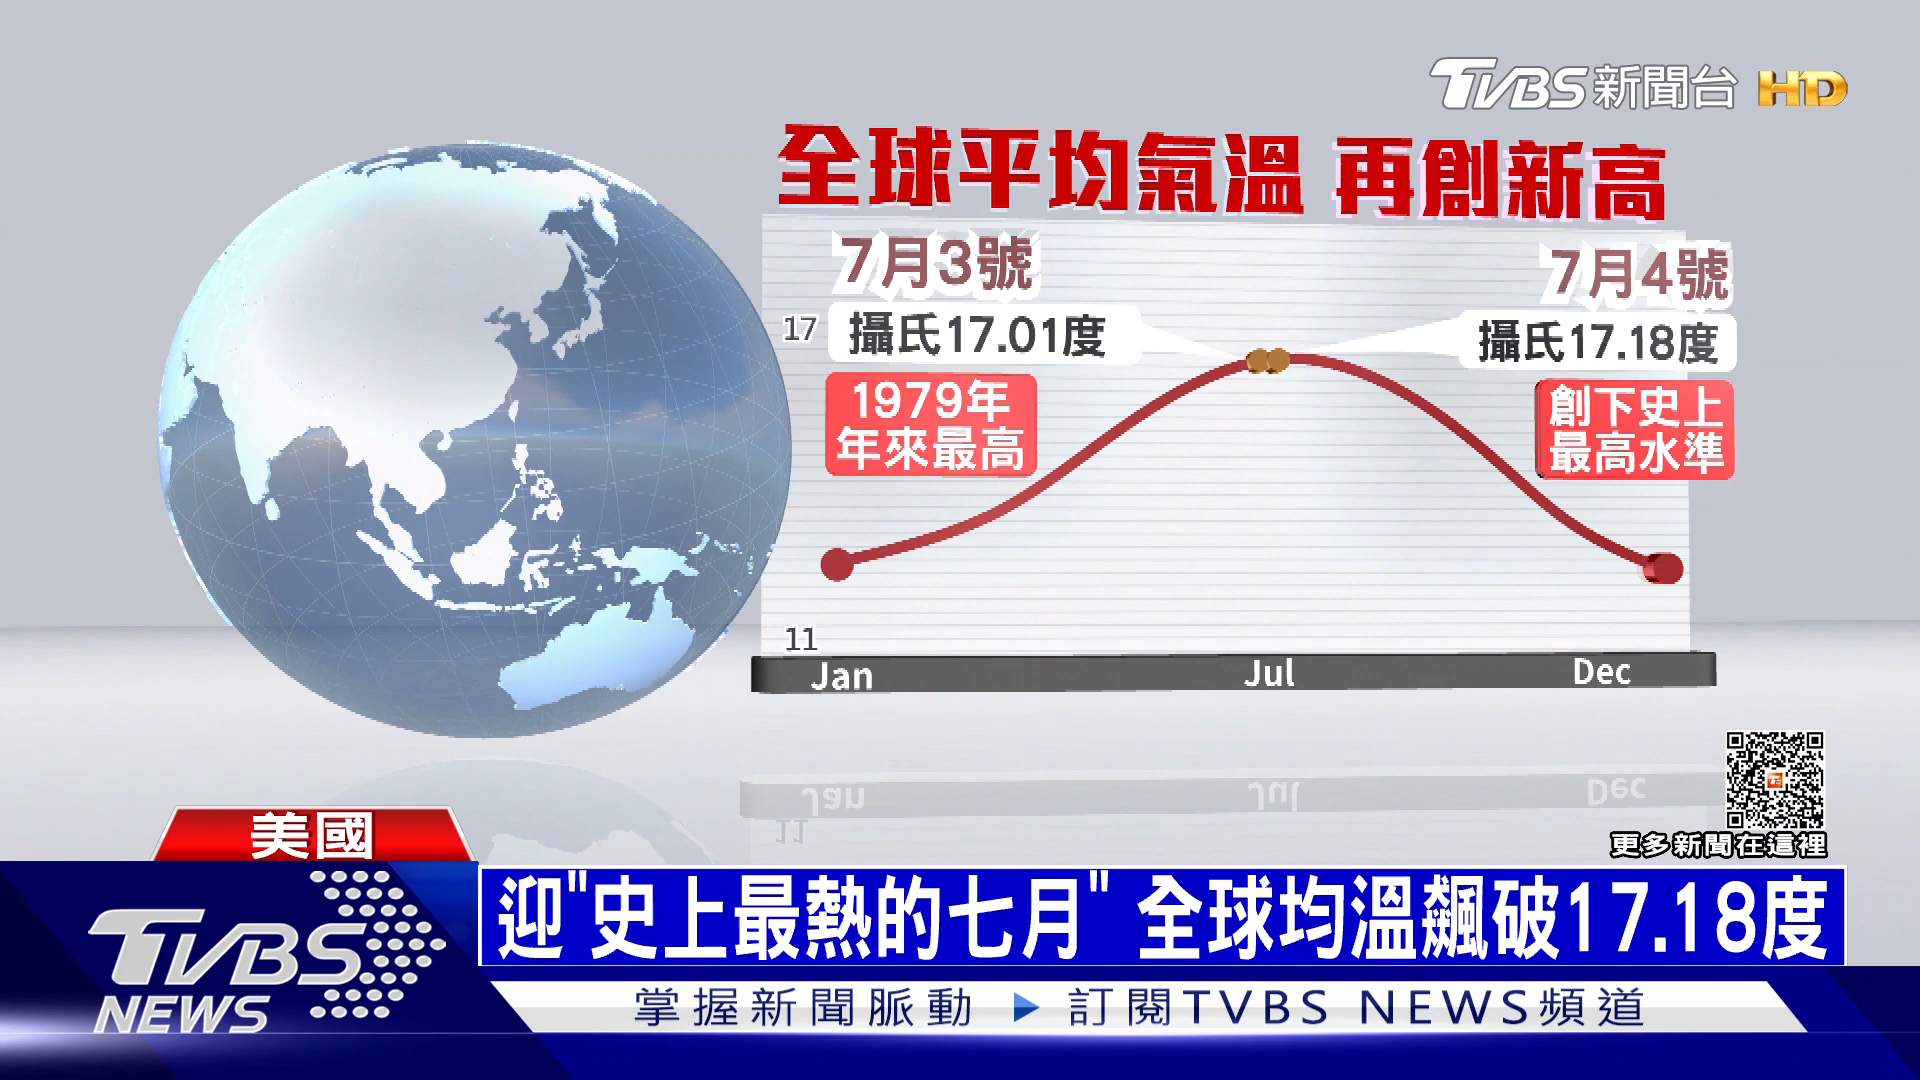 TVBS新聞台 HD
全球平均氣溫 再創新高
7月3號
攝氏17.01度
1979年
年來最高
7月4號
攝氏17.18度
創下史上
最高水準
17
11
Jan Jul Dec
Jan Jul Dec
11
更多新聞在這裡
美國
迎"史上最熱的七月" 全球均溫飆破17.18度
TVBS
NEWS
掌握新聞脈動 ▶ 訂閱TVBS NEWS頻道